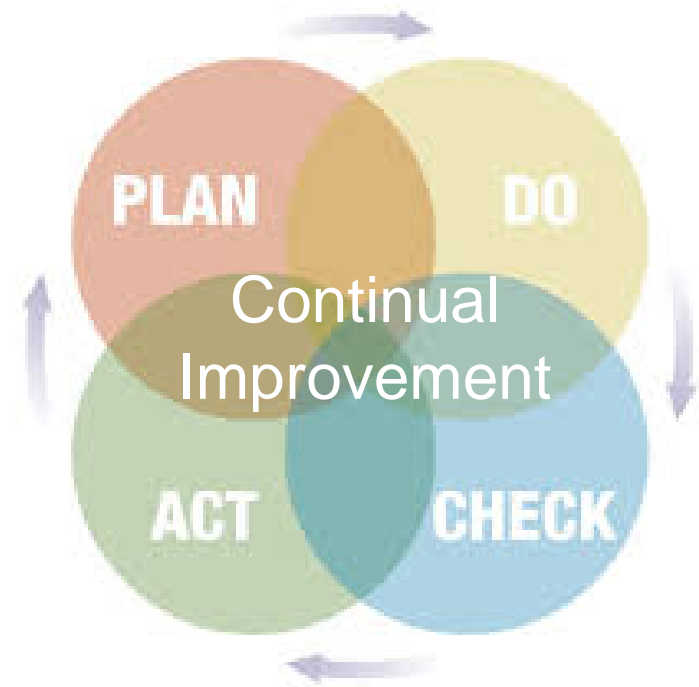 PLAN
DO
Continual
Improvement
ACT
CHECK